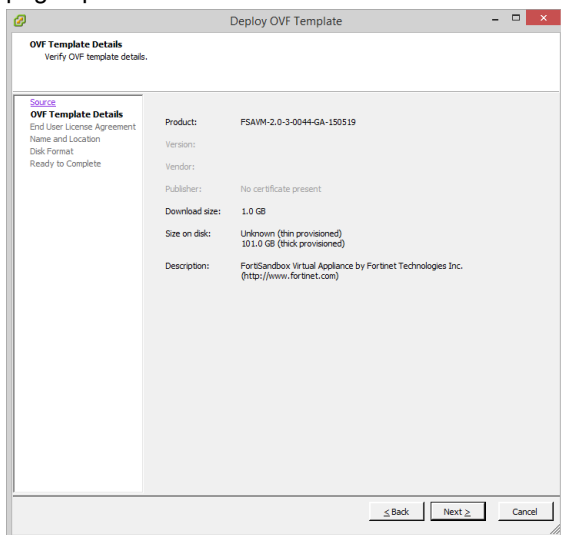 Deploy OVF Template
OVF Template Details
Verify OVF template details.
Source
OVF Template Details
End User License Agreement
Name and Location
Disk Format
Ready to Complete
Product: FSAVM-2.0-3-0044-GA-150519
Version:
Vendor:
Publisher: No certificate present
Download size: 1.0 GB
Size on disk: Unknown (thin provisioned)
101.0 GB (thick provisioned)
Description: FortiSandbox Virtual Appliance by Fortinet Technologies Inc.
(http://www.fortinet.com)
≤ Back Next ≥ Cancel